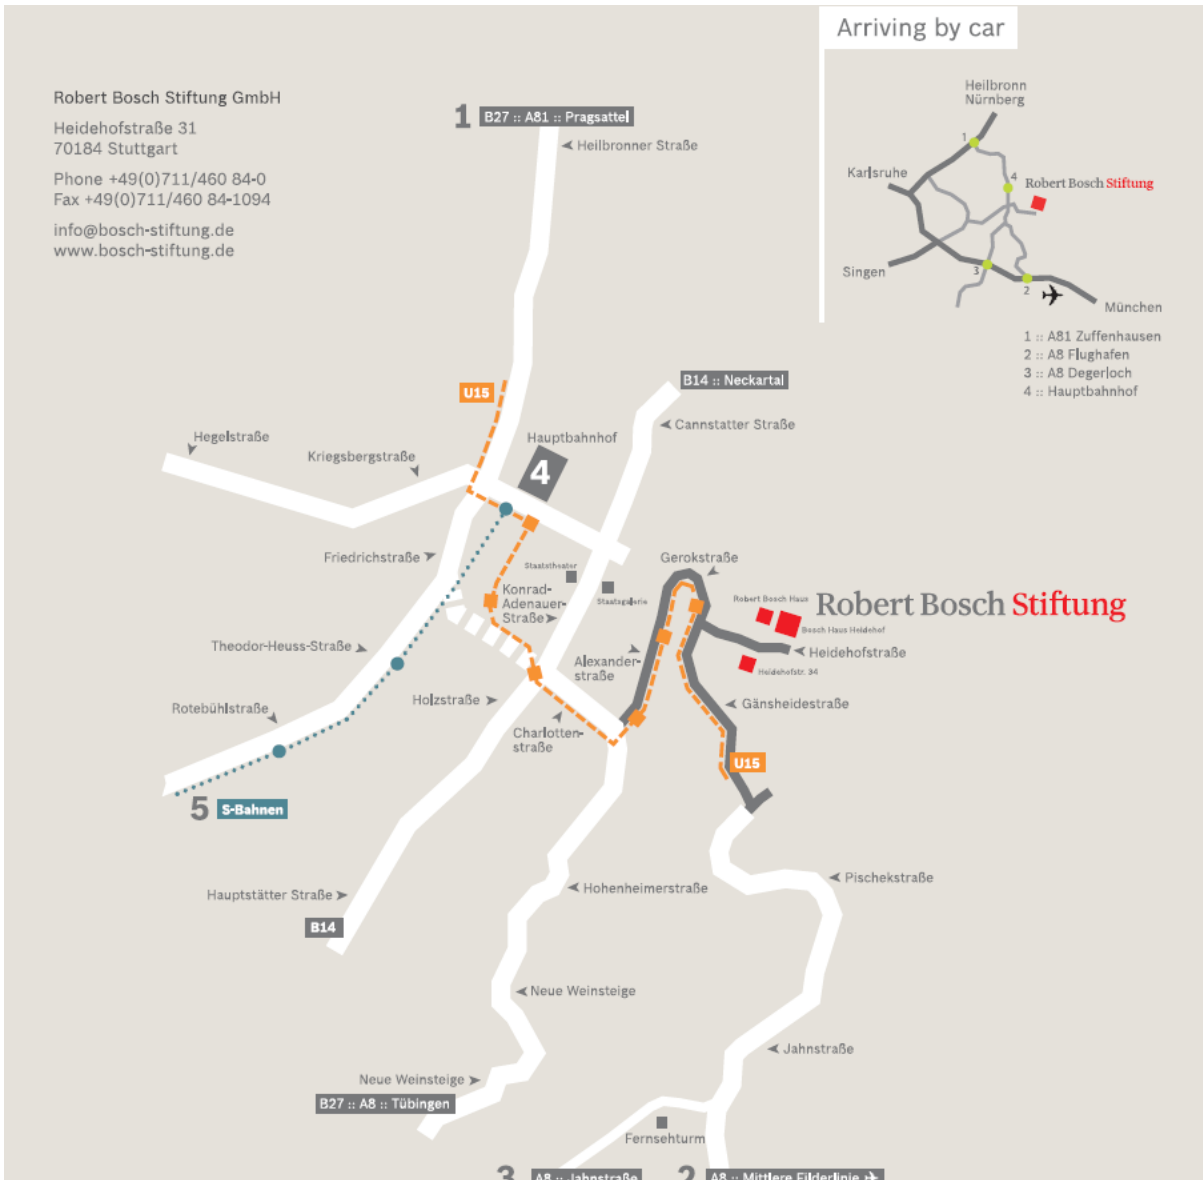 Arriving by car
Robert Bosch Stiftung GmbH
Heidehofstraße 31
70184 Stuttgart
Phone +49(0)711/460 84-0
Fax +49(0)711/460 84-1094
info@bosch-stiftung.de
www.bosch-stiftung.de
Heilbronn
Nürnberg
1
Karlsruhe
4
Robert Bosch Stiftung
Singen
3
2
München
1 :: A81 Zuffenhausen
2 :: A8 Flughafen
3 :: A8 Degerloch
4 :: Hauptbahnhof
1 B27 :: A81 :: Pragsattel
Heilbronner Straße
B14 :: Neckartal
U15
Cannstatter Straße
Hegelstraße
Hauptbahnhof
Kriegsbergstraße
4
Friedrichstraße
Staatstheater
Gerokstraße
Konrad-
Adenauer-
Straße
Staatsgalerie
Robert Bosch Haus
Robert Bosch Stiftung
Bosch Haus Heidehof
Theodor-Heuss-Straße
Heidehofstraße
Alexander-
straße
Heidehofstr. 34
Holzstraße
Gänsheidestraße
Rotebühlstraße
Charlotten-
straße
U15
5 S-Bahnen
Pischekstraße
Hauptstätter Straße
Hohenheimerstraße
B14
Neue Weinsteige
Jahnstraße
Neue Weinsteige
B27 :: A8 :: Tübingen
Fernsehturm
3 A8 :: Jahnstraße
2 A8 :: Mittlere Filderlinie